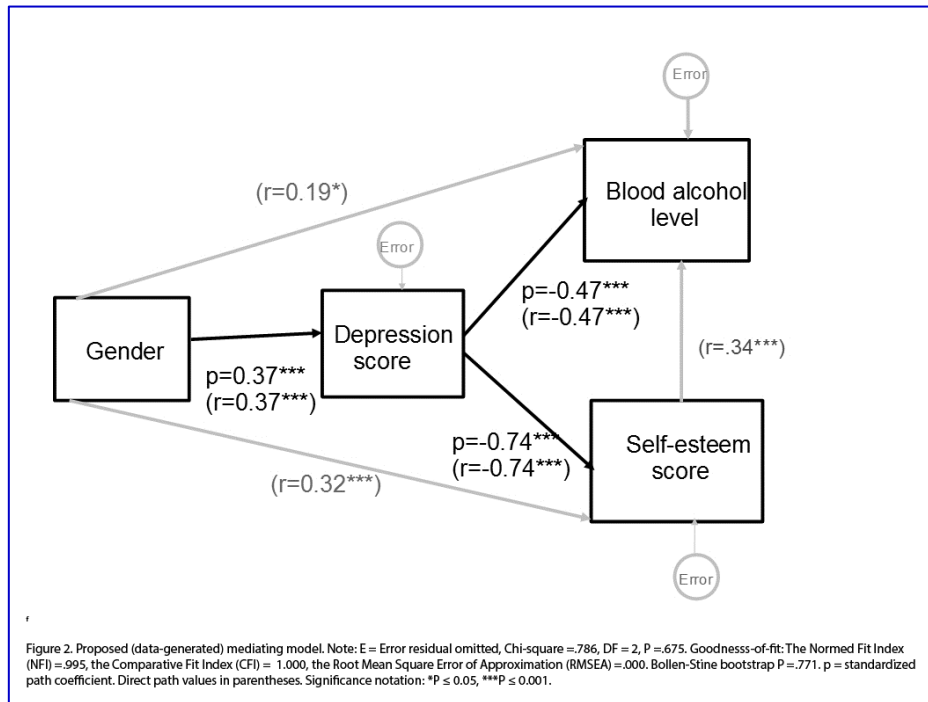 Error
(r=0.19*)
Blood alcohol
level
Error
p=-0.47***
(r=-0.47***)
Gender
Depression
score
(r=.34***)
p=0.37***
(r=0.37***)
p=-0.74***
(r=-0.74***)
Self-esteem
score
(r=0.32***)
Error
f
Figure 2. Proposed (data-generated) mediating model. Note: E = Error residual omitted, Chi-square =.786, DF = 2, P =.675. Goodnesss-of-fit: The Normed Fit Index
(NFI) =.995, the Comparative Fit Index (CFI) = 1.000, the Root Mean Square Error of Approximation (RMSEA) =.000. Bollen-Stine bootstrap P =.771. p = standardized
path coefficient. Direct path values in parentheses. Significance notation: *P ≤ 0.05, ***P ≤ 0.001.